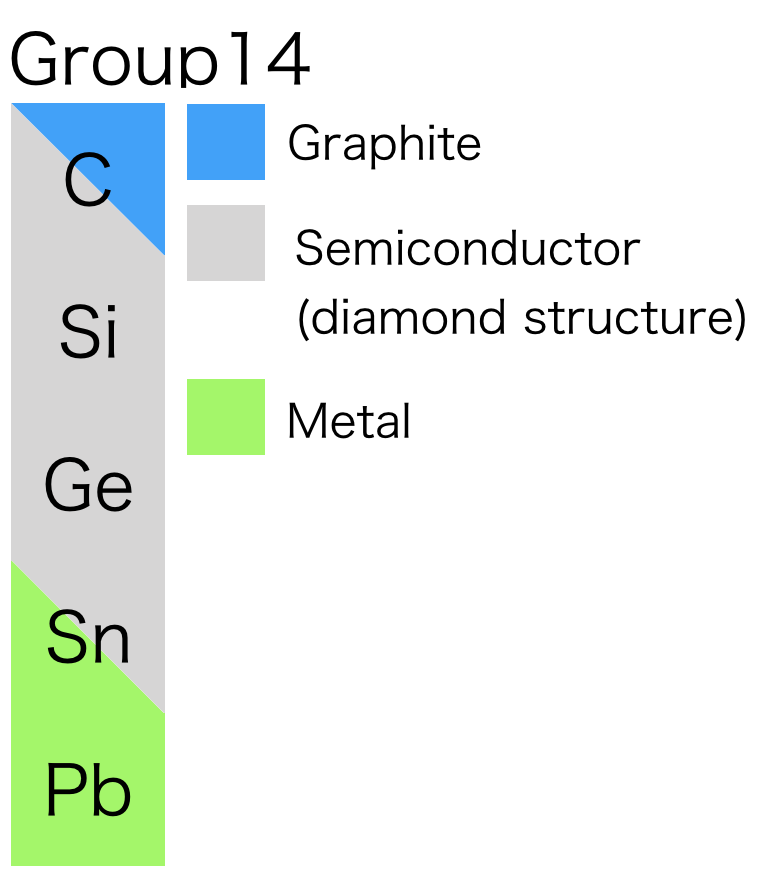 Group14
C
Si
Ge
Sn
Pb
Graphite
Semiconductor
(diamond structure)
Metal